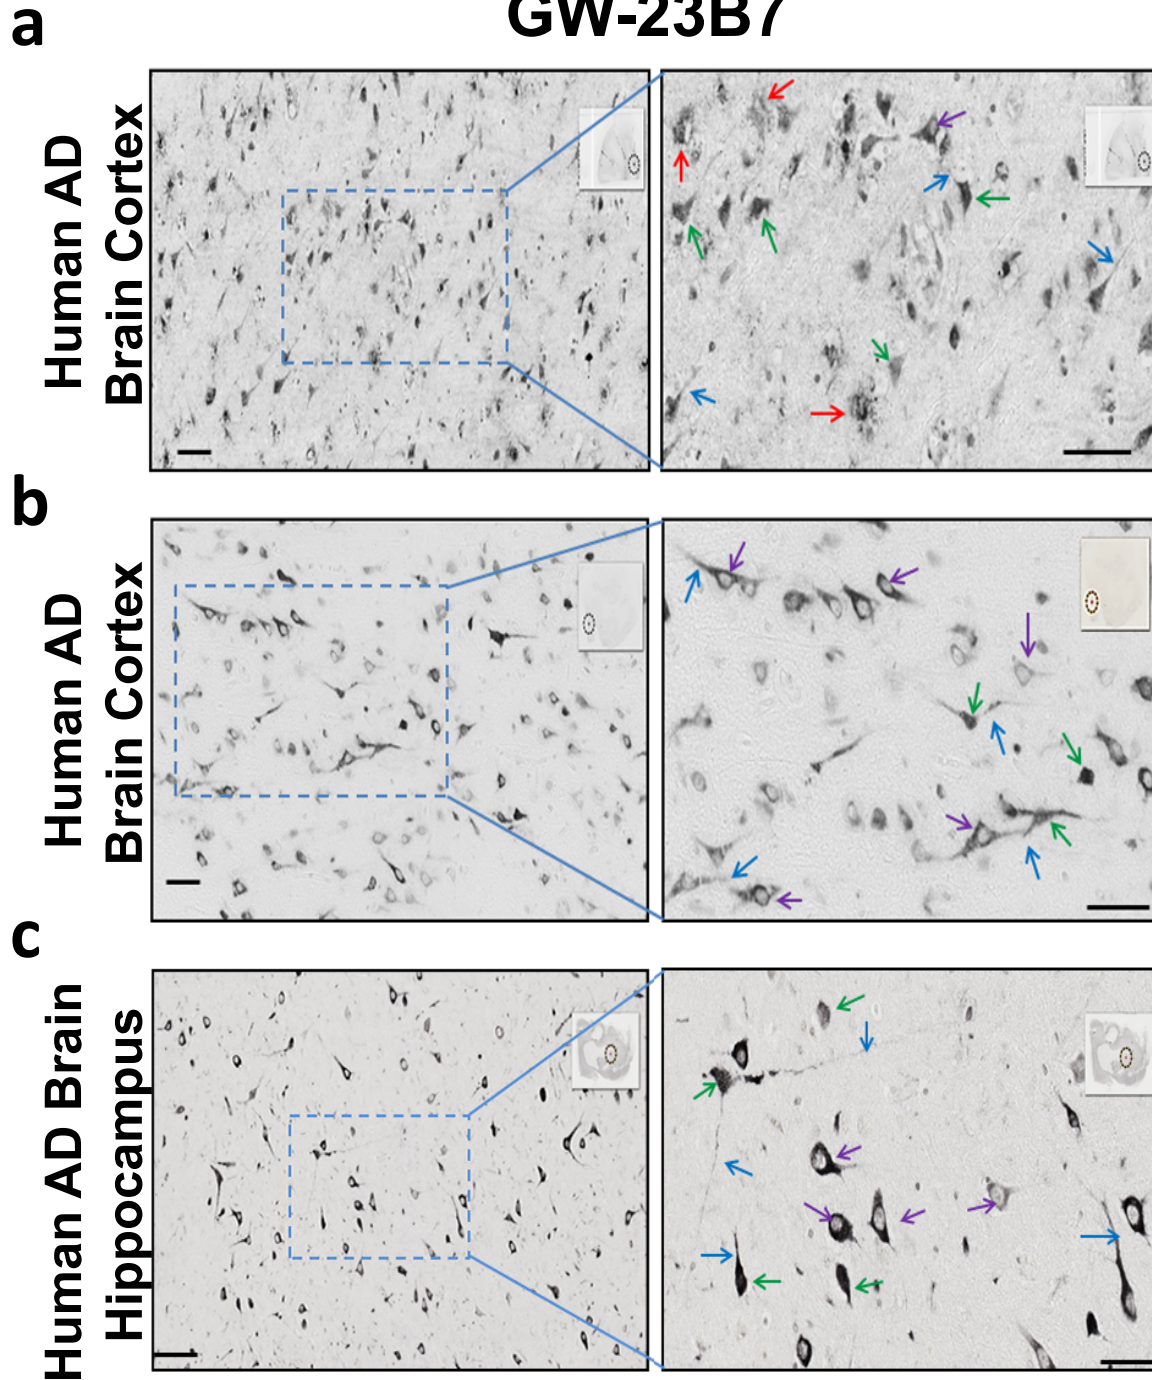 GW-23B7
a
Human AD
Brain Cortex
b
Human AD
Brain Cortex
c
Human AD Brain
Hippocampus